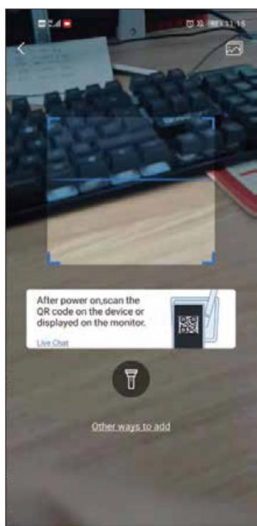 After power on,scan the
QR code on the device or
displayed on the monitor.
Live Chat
Other ways to add